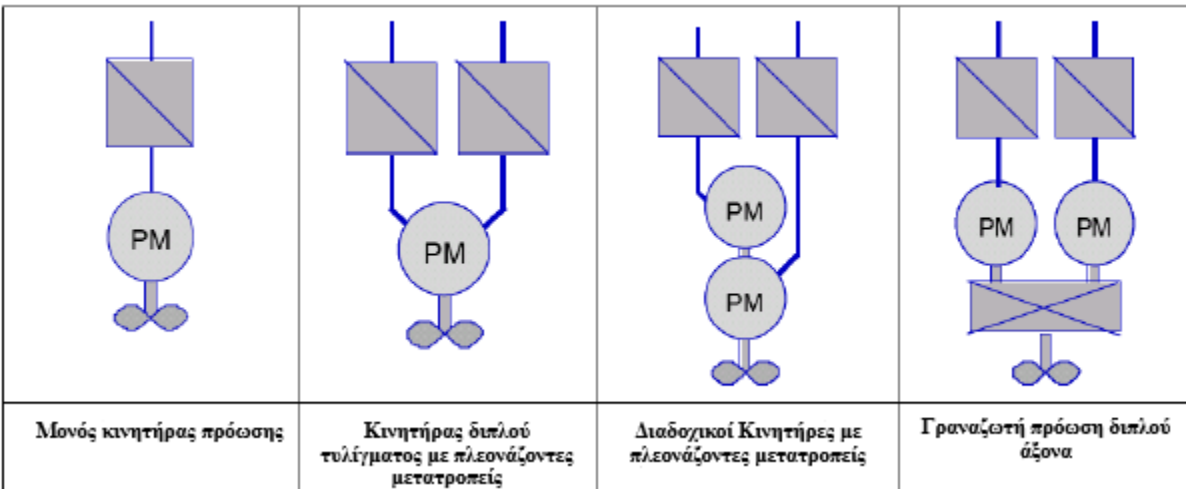 PM
PM
PM
PM
PM
PM
Μονός κινητήρας πρόωσης
Κινητήρας διπλού
τυλίγματος με πλεονάζοντες
μετατροπείς
Διαδοχικοί Κινητήρες με
πλεονάζοντες μετατροπείς
Γραναζωτή πρόωση διπλού
άξονα